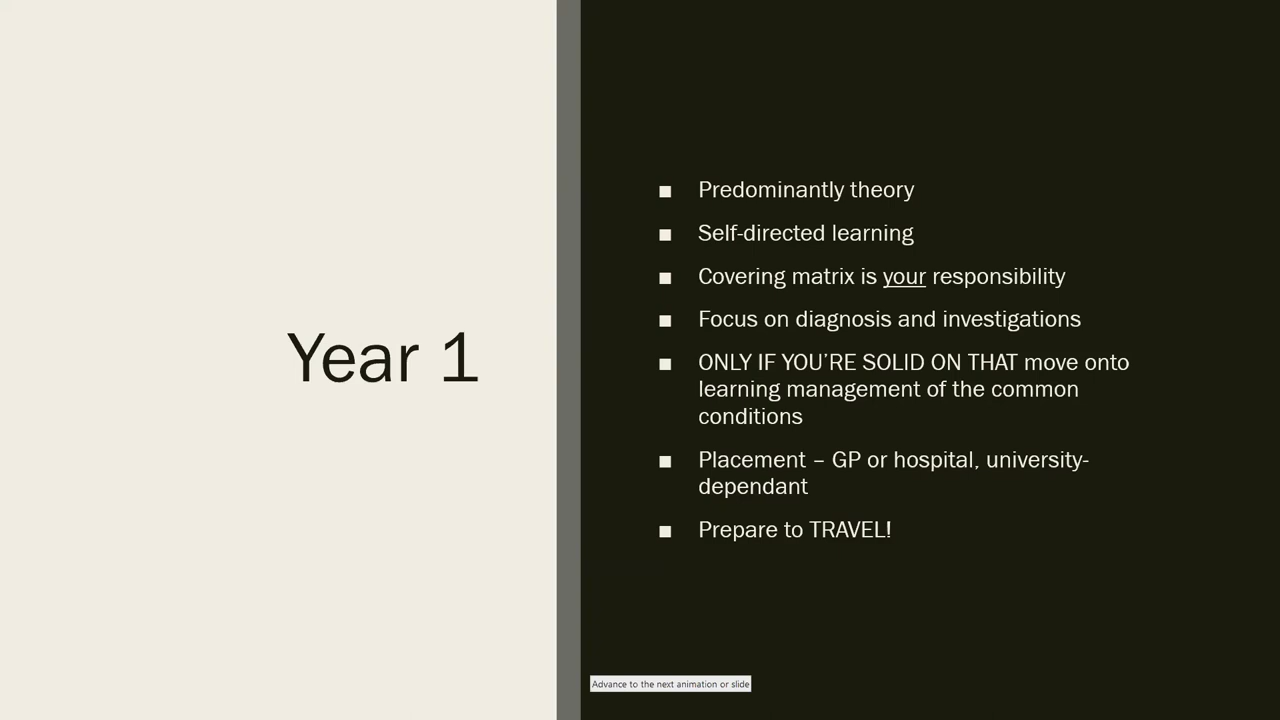 Year 1
Predominantly theory
Self-directed learning
Covering matrix is your responsibility
Focus on diagnosis and investigations
ONLY IF YOU'RE SOLID ON THAT move onto
learning management of the common
conditions
Placement – GP or hospital, university-
dependant
Prepare to TRAVEL!
Advance to the next animation or slide